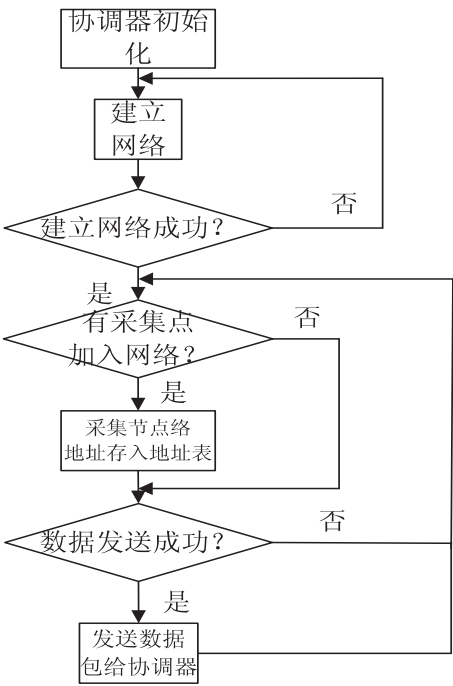 协调器初始
化
建立
网络
否
建立网络成功？
是
否
有采集点
加入网络？
是
采集节点络
地址存入地址表
否
数据发送成功？
是
发送数据
包给协调器